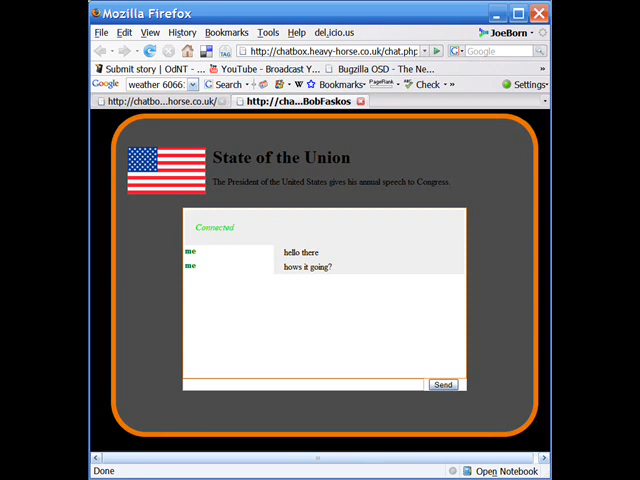 Mozilla Firefox
File Edit View History Bookmarks Tools Help del.icio.us JoeBorn
http://chatbox.heavy-horse.co.uk/chat.php G Google
Submit story | OdNT - ... YouTube - Broadcast Y... Bugzilla OSD - The Ne...
Google weather 6066: G Search W Bookmarks PageRank Check Settings
http://chatbo...horse.co.uk/ http://cha...BobFaskos
State of the Union
The President of the United States gives his annual speech to Congress.
Connected
me hello there
me hows it going?
Send
Done Open Notebook